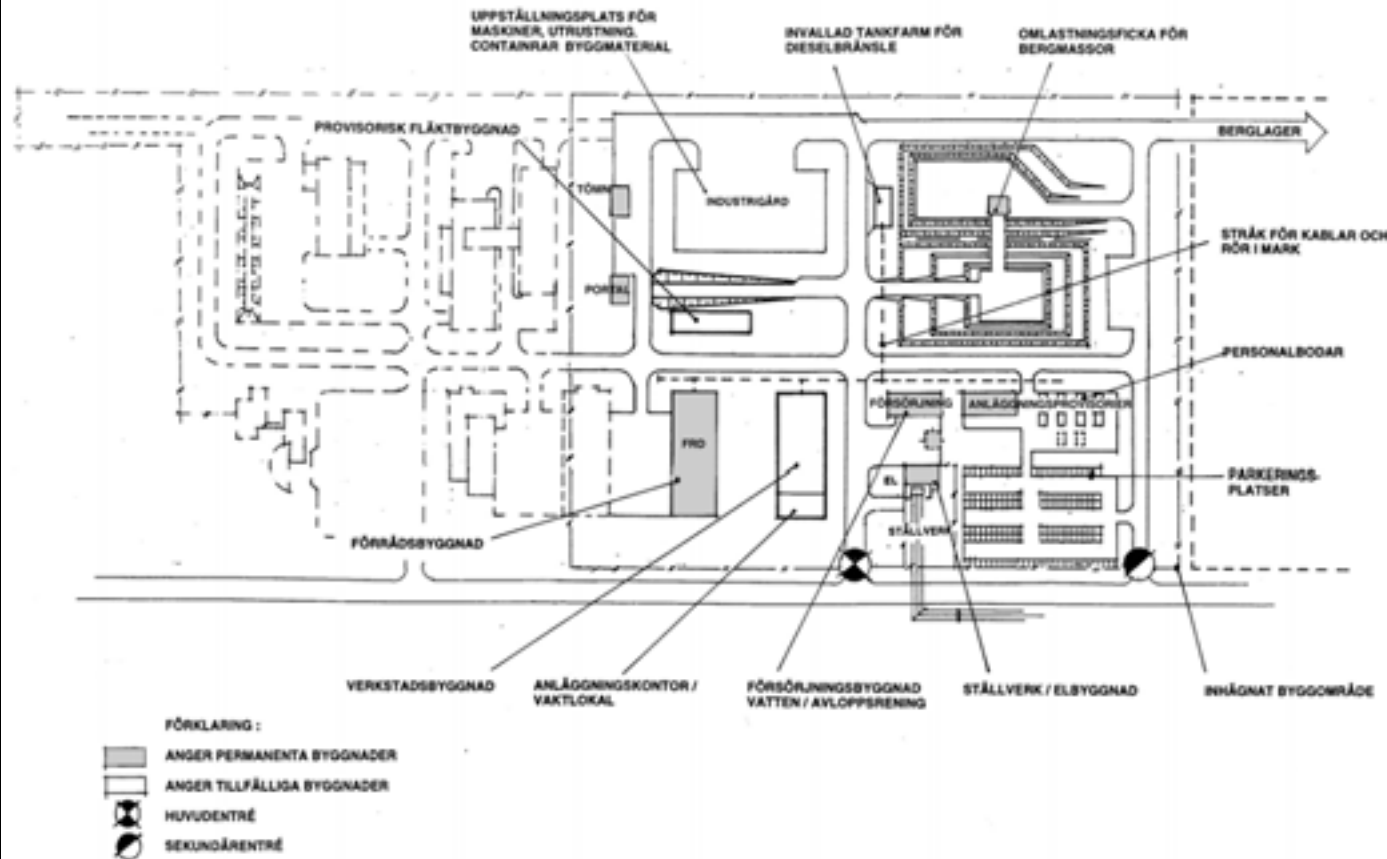 UPPSTÄLLNINGSPLATS FÖR
MASKINER, UTRUSTNING.
CONTAINRAR BYGGMATERIAL
INVALLAD TANKFARM FÖR
DIESELBRÄNSLE
OMLASTNINGSFICKA FÖR
BERGMASSOR
PROVISORISK FLÄKTBYGGNAD
BERGLAGER
TÖMN
INDUSTRIGÅRD
STRÅK FÖR KABLAR OCH
RÖR I MARK
PORTAL
PERSONALBODAR
FÖRSÖRJNING
ANLÄGGNINGSPROVISORIER
FRD
EL
PARKERINGS-
PLATSER
STÄLLVERK
FÖRRÅDSBYGGNAD
VERKSTADSBYGGNAD
ANLÄGGNINGSKONTOR /
VAKTLOKAL
FÖRSÖRJNINGSBYGGNAD
VATTEN / AVLOPPSRENING
STÄLLVERK / ELBYGGNAD
INHÄGNAT BYGGOMRÅDE
FÖRKLARING :
ANGER PERMANENTA BYGGNADER
ANGER TILLFÄLLIGA BYGGNADER
HUVUDENTRÉ
SEKUNDÄRENTRÉ